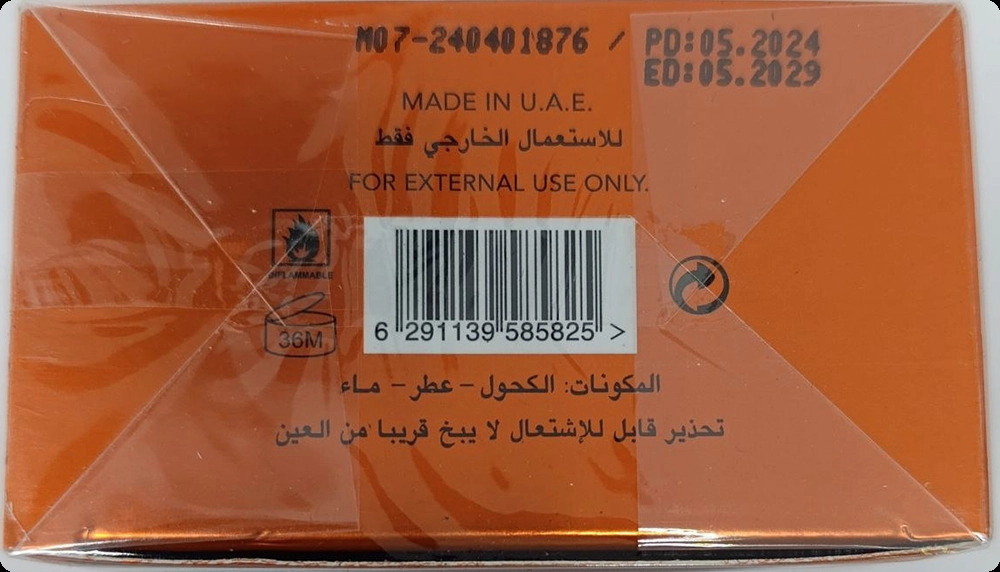 M07-240401876 / PD:05.2024
ED:05.2029
MADE IN U.A.E.
للاستعمال الخارجي فقط
FOR EXTERNAL USE ONLY.
INFLAMMABLE
36M
6 291139 585825 >
المكونات: الكحول - عطر - ماء
تحذير قابل للإشتعال لا يبخ قريبا من العين